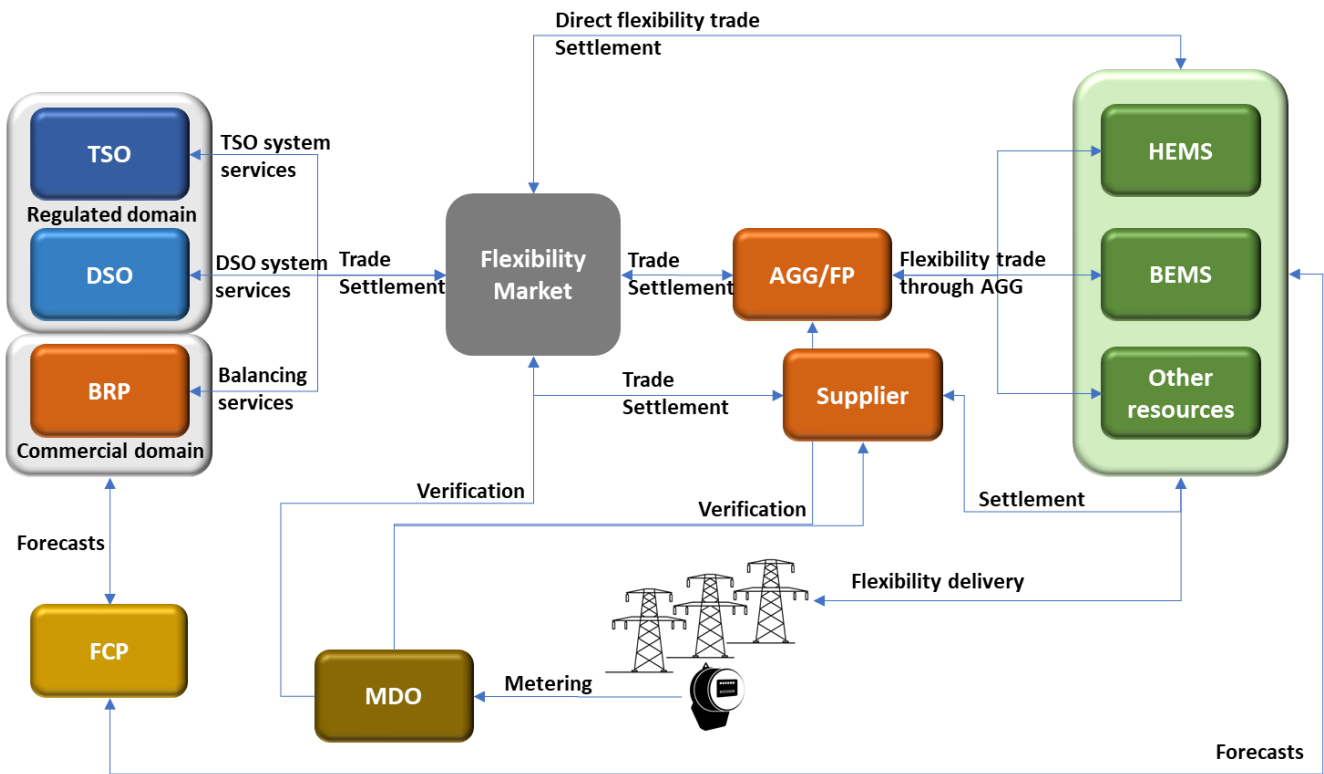 Direct flexibility trade
Settlement
TSO
TSO system
services
HEMS
Regulated domain
DSO
DSO system
services
Trade
Settlement
Flexibility
Market
Trade
Settlement
AGG/FP
Flexibility trade
through AGG
BEMS
BRP
Balancing
services
Trade
Settlement
Supplier
Other
resources
Commercial domain
Verification
Verification
Settlement
Forecasts
Flexibility delivery
FCP
MDO
Metering
Forecasts